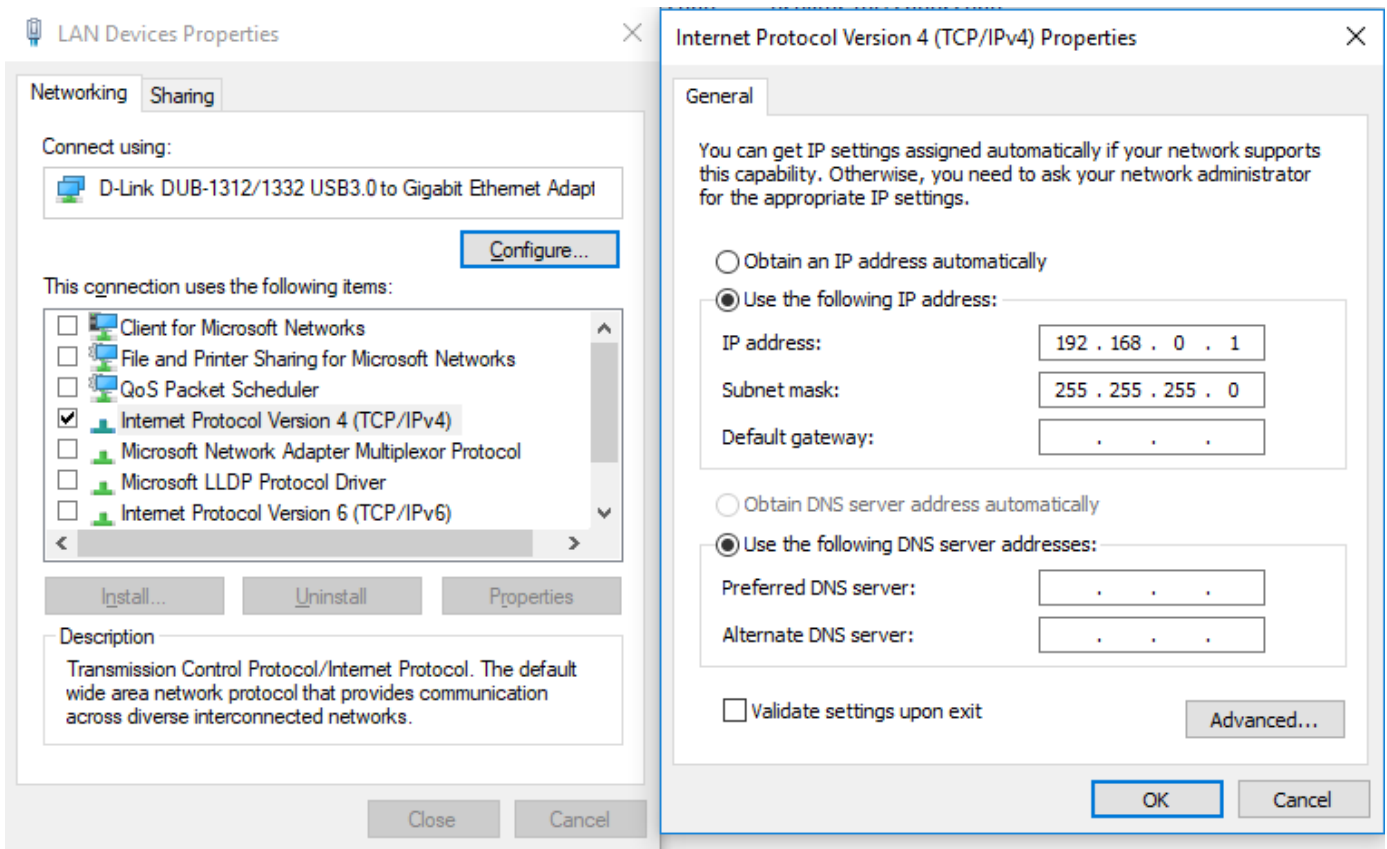 LAN Devices Properties
Networking
Sharing
Connect using:
D-Link DUB-1312/1332 USB3.0 to Gigabit Ethernet Adapt
Configure...
This connection uses the following items:
Client for Microsoft Networks
File and Printer Sharing for Microsoft Networks
QoS Packet Scheduler
Internet Protocol Version 4 (TCP/IPv4)
Microsoft Network Adapter Multiplexor Protocol
Microsoft LLDP Protocol Driver
Internet Protocol Version 6 (TCP/IPv6)
Install...
Uninstall
Properties
Description
Transmission Control Protocol/Internet Protocol. The default
wide area network protocol that provides communication
across diverse interconnected networks.
Close
Cancel
Internet Protocol Version 4 (TCP/IPv4) Properties
General
You can get IP settings assigned automatically if your network supports
this capability. Otherwise, you need to ask your network administrator
for the appropriate IP settings.
Obtain an IP address automatically
Use the following IP address:
IP address: 192 . 168 . 0 . 1
Subnet mask: 255 . 255 . 255 . 0
Default gateway: . . .
Obtain DNS server address automatically
Use the following DNS server addresses:
Preferred DNS server: . . .
Alternate DNS server: . . .
Validate settings upon exit
Advanced...
OK
Cancel